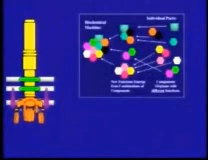 Biochemical
Machines
Individual Parts:
New Functions Emerge
from Combinations of
Components
Components
Originate with
different functions